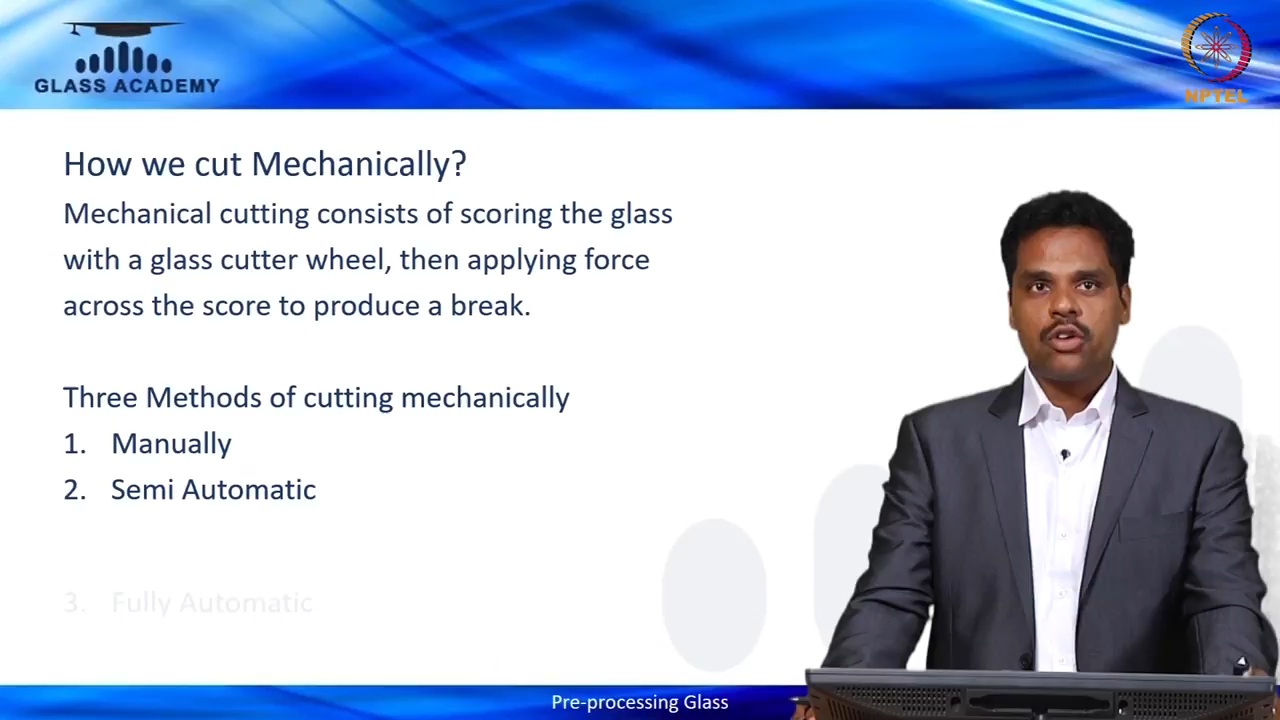 GLASS ACADEMY
NPTEL
How we cut Mechanically?
Mechanical cutting consists of scoring the glass
with a glass cutter wheel, then applying force
across the score to produce a break.
Three Methods of cutting mechanically
1. Manually
2. Semi Automatic
3. Fully Automatic
Pre-processing Glass